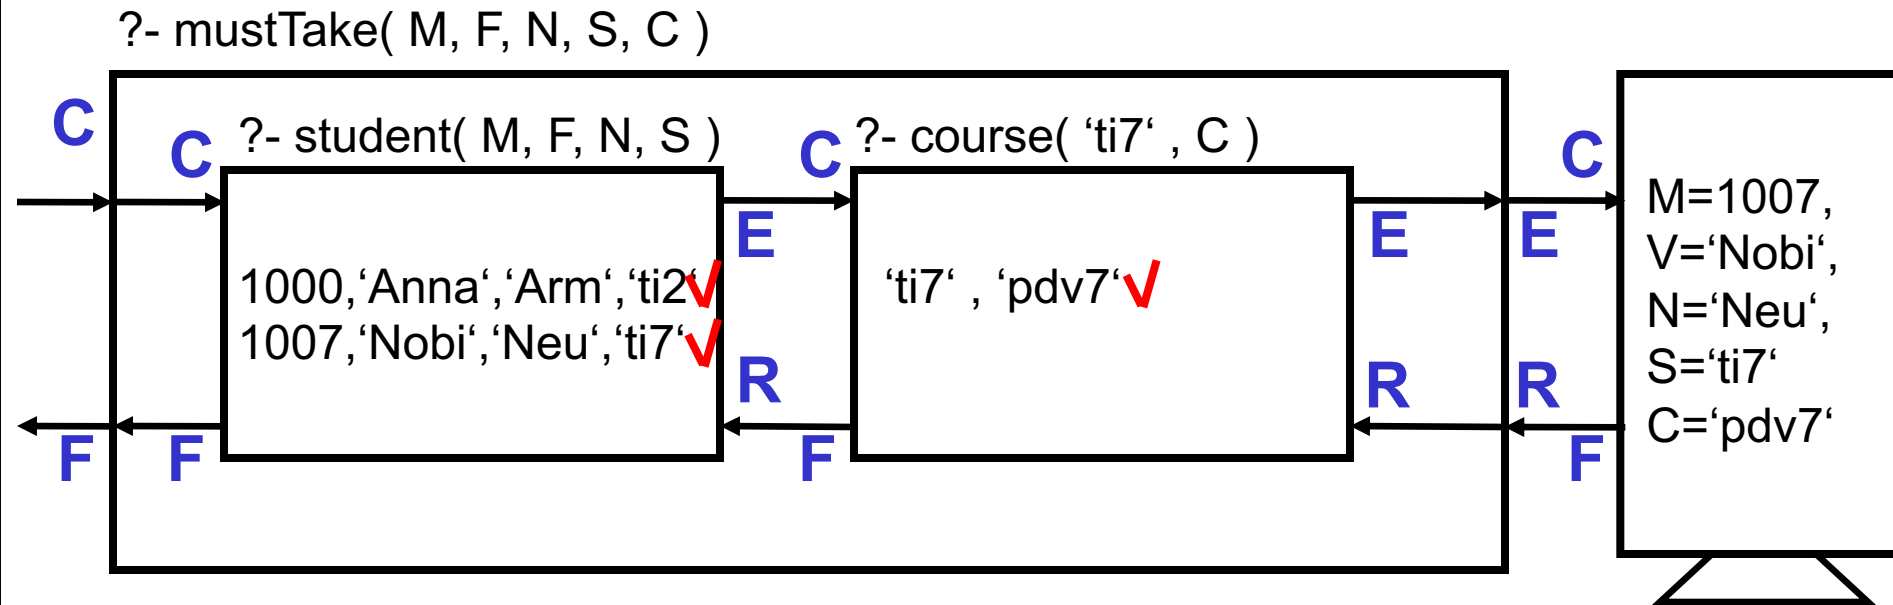 ?- mustTake( M, F, N, S, C )
C
C
?- student( M, F, N, S )
C
?- course( ‘ti7‘ , C )
C
E
E
E
1000,‘Anna‘,‘Arm‘,‘ti2‘
1007,‘Nobi‘,‘Neu‘,‘ti7‘
‘ti7‘ , ‘pdv7‘
R
R
R
F
F
F
F
M=1007,
V=‘Nobi‘,
N=‘Neu‘,
S=‘ti7‘
C=‘pdv7‘